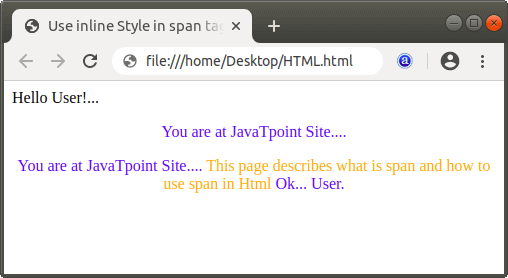 Use inline Style in span tag
file:///home/Desktop/HTML.html
Hello User!...
You are at JavaTpoint Site....
You are at JavaTpoint Site.... This page describes what is span and how to
use span in Html Ok... User.